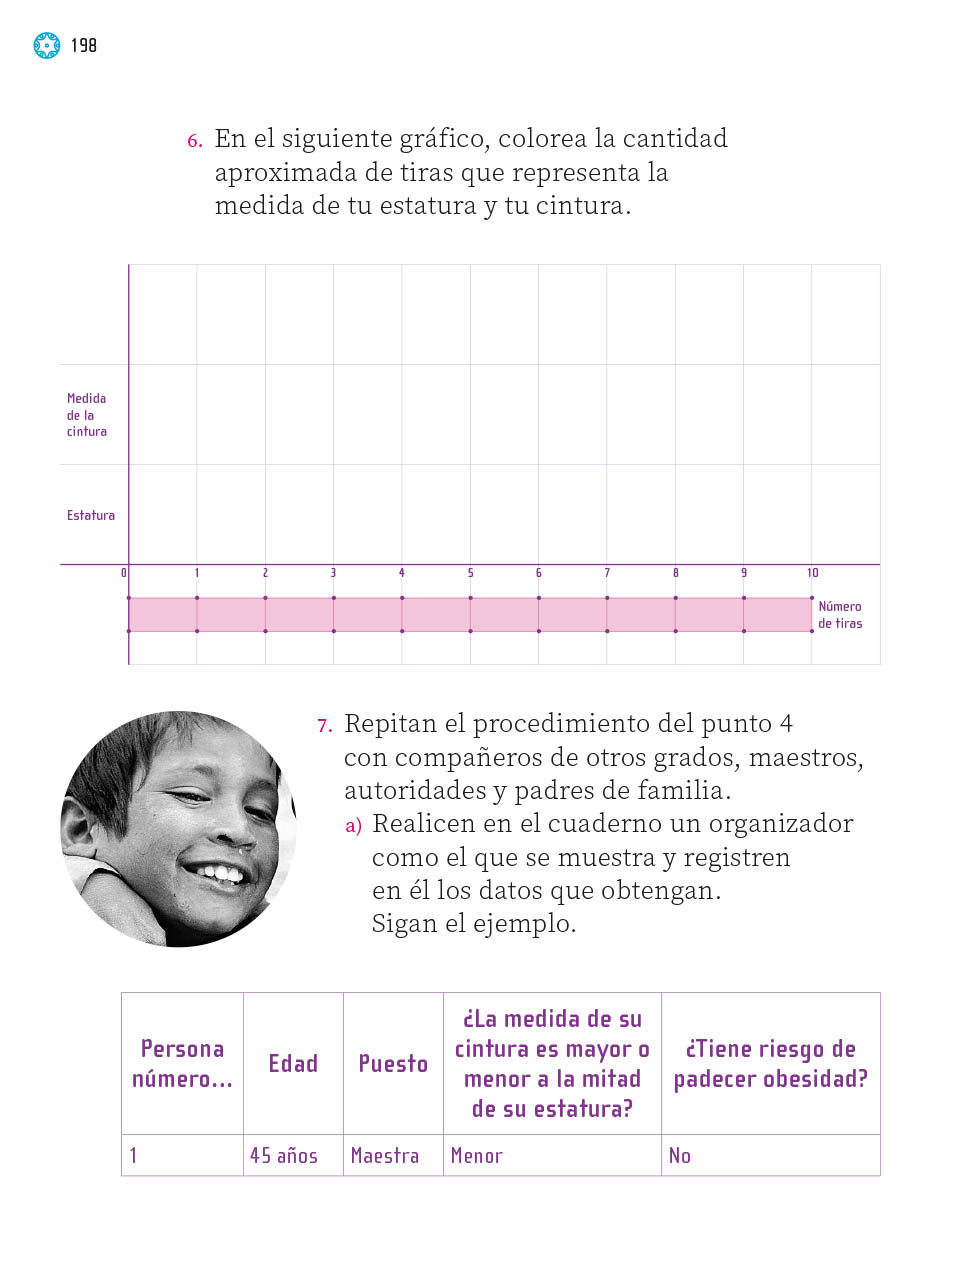 198
6. En el siguiente gráfico, colorea la cantidad
aproximada de tiras que representa la
medida de tu estatura y tu cintura.
Medida
de la
cintura
Estatura
0 1 2 3 4 5 6 7 8 9 10
Número
de tiras
7. Repitan el procedimiento del punto 4
con compañeros de otros grados, maestros,
autoridades y padres de familia.
a) Realicen en el cuaderno un organizador
como el que se muestra y registren
en él los datos que obtengan.
Sigan el ejemplo.
Persona
número...
Edad
Puesto
¿La medida de su
cintura es mayor o
menor a la mitad
de su estatura?
¿Tiene riesgo de
padecer obesidad?
1 45 años Maestra Menor No